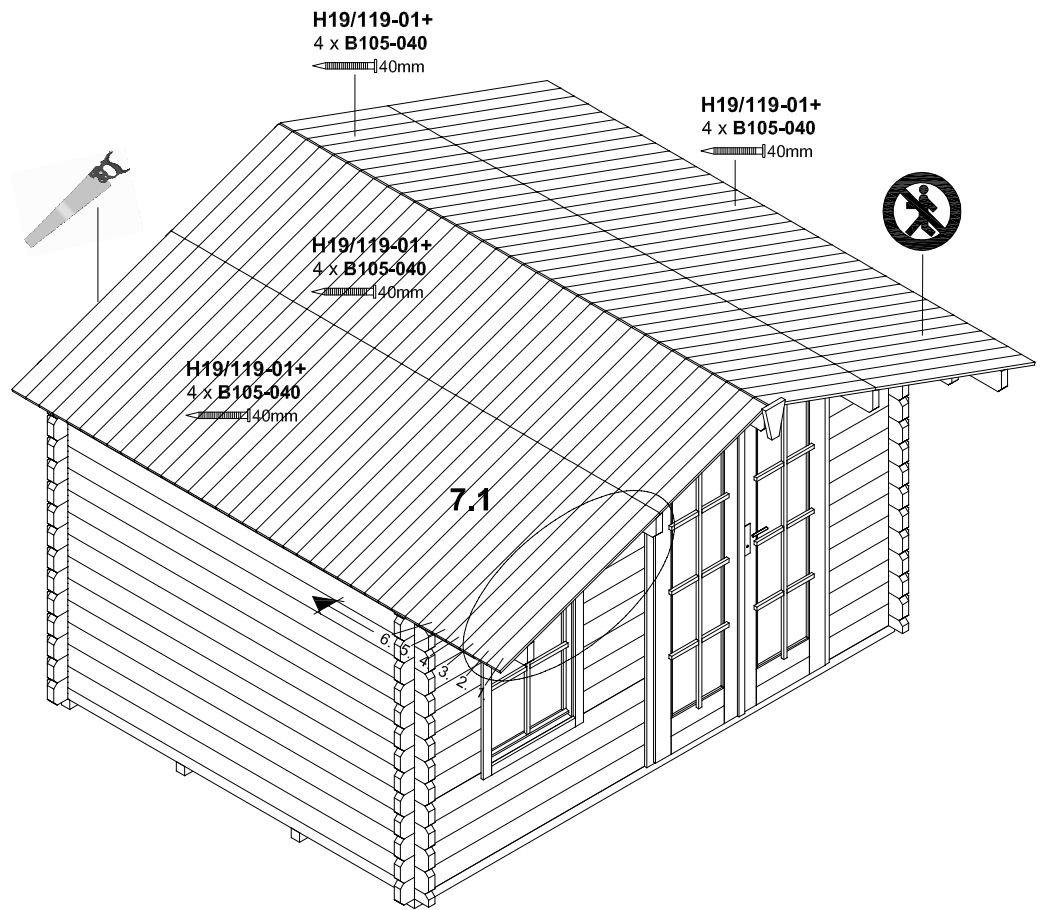 H19/119-01+
4 x B105-040
40mm
H19/119-01+
4 x B105-040
40mm
H19/119-01+
4 x B105-040
40mm
H19/119-01+
4 x B105-040
40mm
7.1
6. 5. 4. 3. 2. 1.